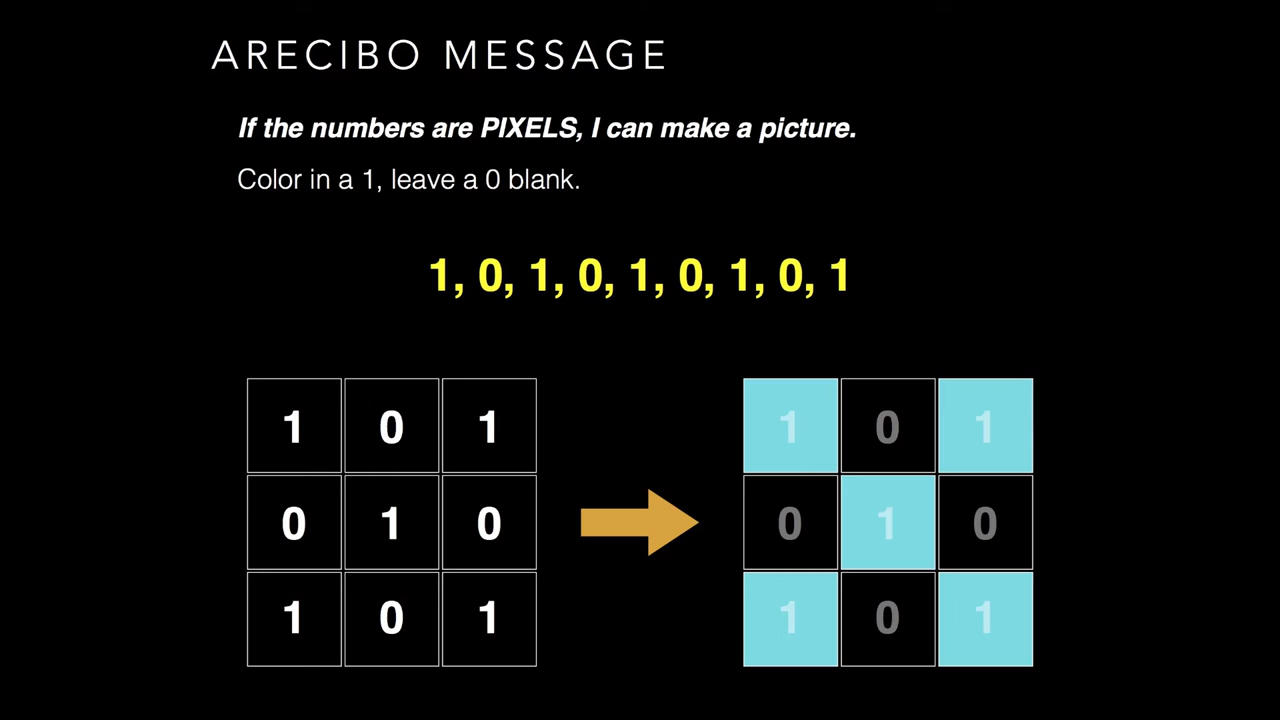 ARECIBO MESSAGE
If the numbers are PIXELS, I can make a picture.
Color in a 1, leave a 0 blank.
1, 0, 1, 0, 1, 0, 1, 0, 1
1 0 1
0 1 0
1 0 1
1 0 1
0 1 0
1 0 1